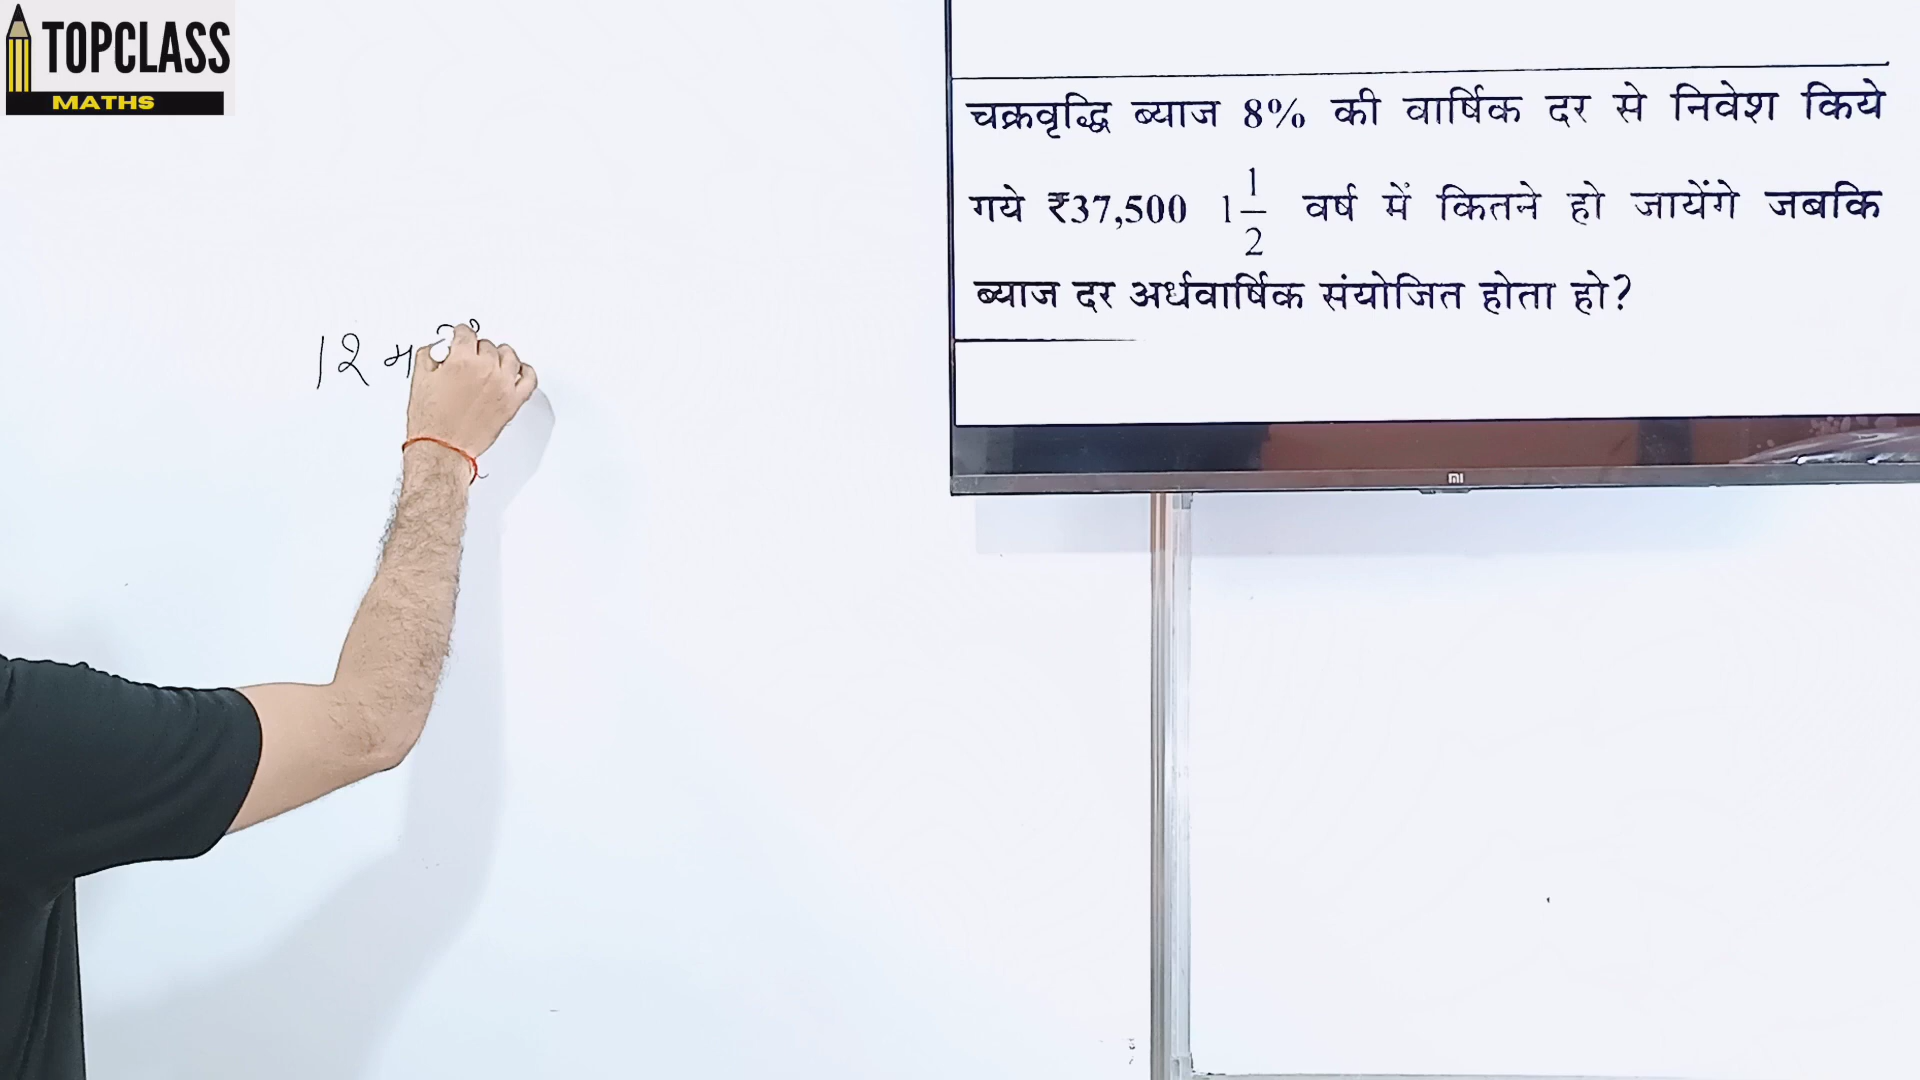 TOPCLASS
MATHS
चक्रवृद्धि ब्याज 8% की वार्षिक दर से निवेश किये
गये ₹37,500 1 1/2 वर्ष में कितने हो जायेंगे जबकि
ब्याज दर अर्धवार्षिक संयोजित होता हो?
12
mi